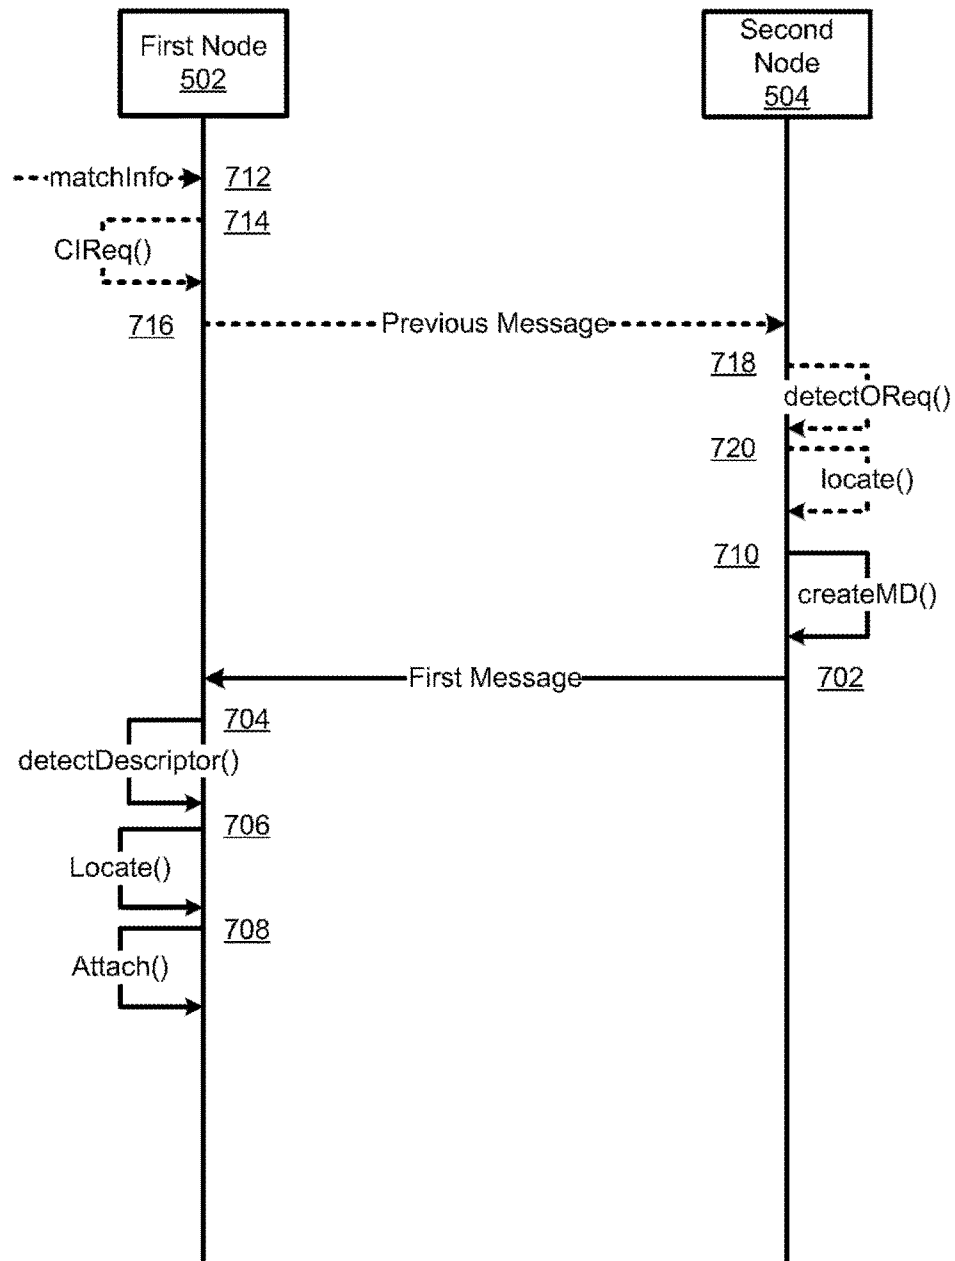 First Node
502
Second
Node
504
matchInfo
712
714
CIReq()
716
Previous Message
718
detectOReq()
720
locate()
710
createMD()
First Message
702
704
detectDescriptor()
706
Locate()
708
Attach()